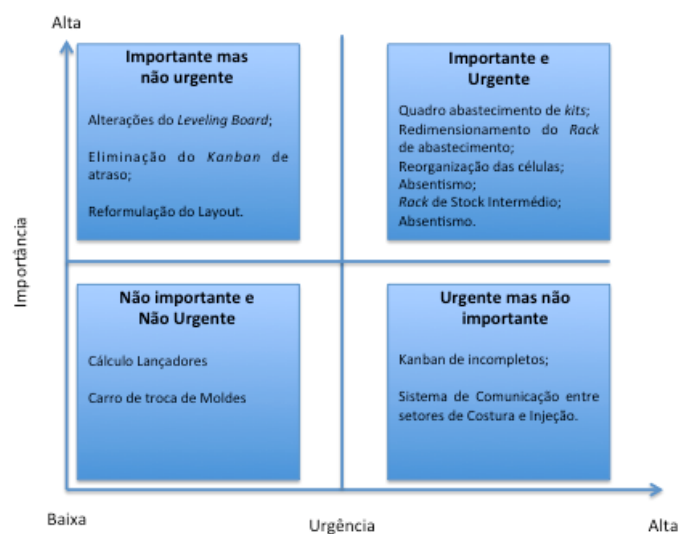 Alta
Importante mas
não urgente
Alterações do Leveling Board;
Eliminação do Kanban de
atraso;
Reformulação do Layout.
Importante e
Urgente
Quadro abastecimento de kits;
Redimensionamento do Rack
de abastecimento;
Reorganização das células;
Absentismo;
Rack de Stock Intermédio;
Absentismo.
Importância
Não importante e
Não Urgente
Cálculo Lançadores
Carro de troca de Moldes
Urgente mas não
importante
Kanban de incompletos;
Sistema de Comunicação entre
setores de Costura e Injeção.
Baixa
Urgência
Alta